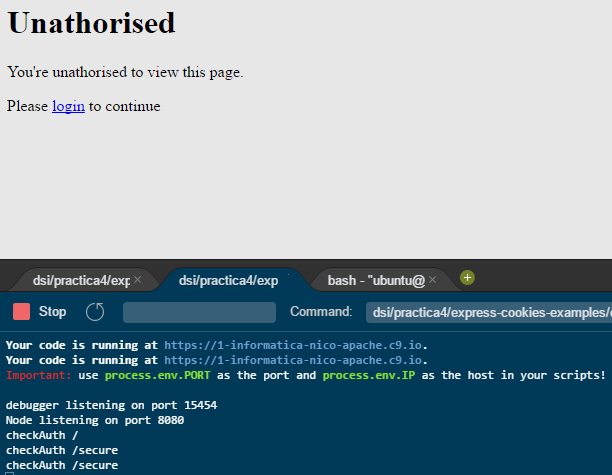 Unathorised
You're unathorised to view this page.
Please login to continue
dsi/practica4/exp
dsi/practica4/exp
bash - "ubuntu@
Stop
Command:
dsi/practica4/express-cookies-examples/
Your code is running at https://1-informatica-nico-apache.c9.io.
Your code is running at https://1-informatica-nico-apache.c9.io.
Important: use process.env.PORT as the port and process.env.IP as the host in your scripts!
debugger listening on port 15454
Node listening on port 8080
checkAuth /
checkAuth /secure
checkAuth /secure